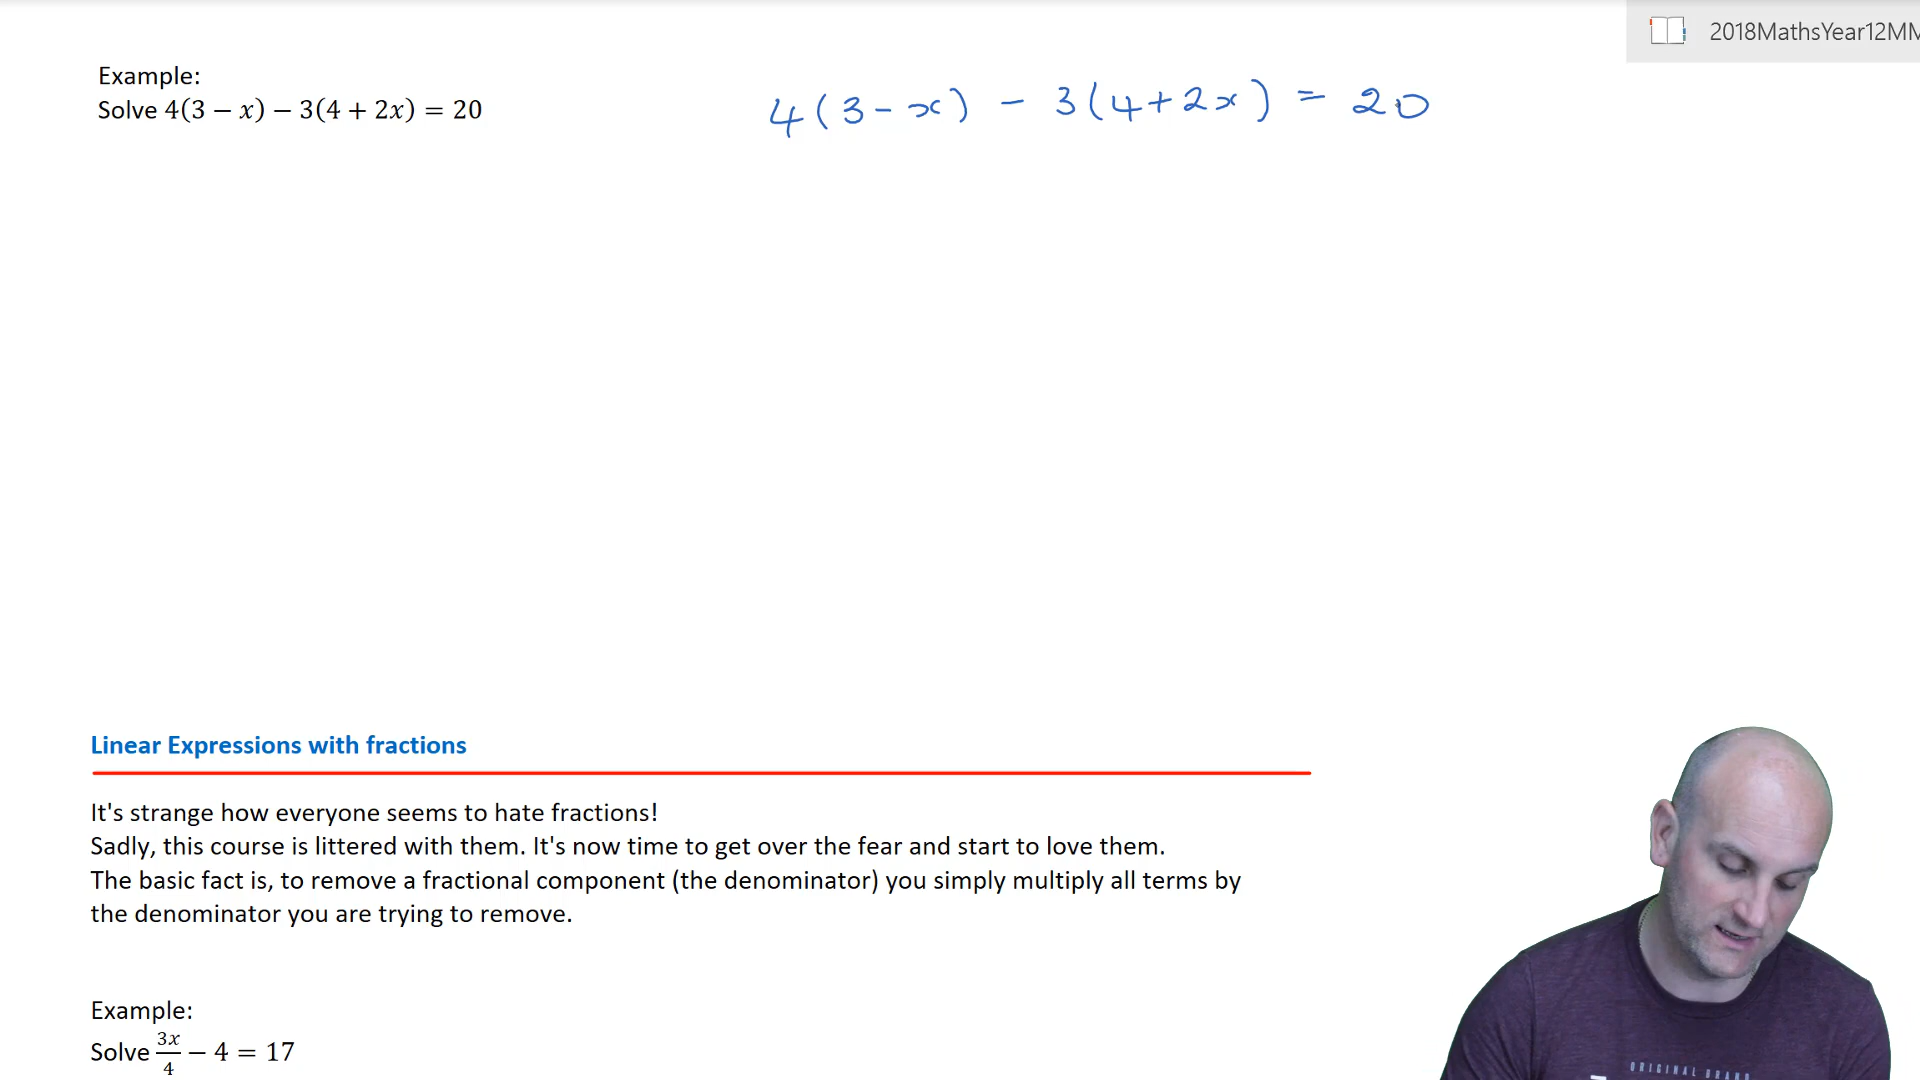 2018MathsYear12MM
Example:
Solve 4(3 − x) − 3(4 + 2x) = 20
4(3-x) - 3(4+2x) = 20
Linear Expressions with fractions
It's strange how everyone seems to hate fractions!
Sadly, this course is littered with them. It's now time to get over the fear and start to love them.
The basic fact is, to remove a fractional component (the denominator) you simply multiply all terms by
the denominator you are trying to remove.
Example:
Solve 3x/4 − 4 = 17
ORIGINAL BRAND